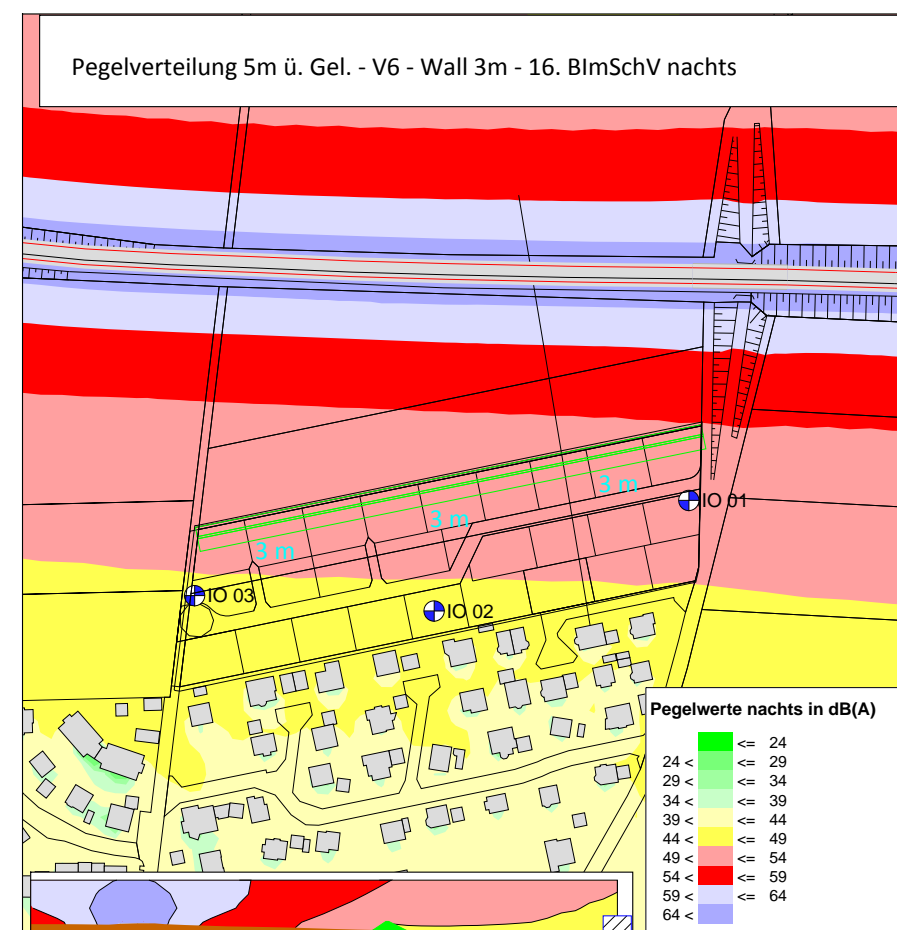 Pegelverteilung 5m ü. Gel. - V6 - Wall 3m - 16. BImSchV nachts
3 m
3 m
3 m
IO 01
IO 03
IO 02
Pegelwerte nachts in dB(A)
<= 24
24 < <= 29
29 < <= 34
34 < <= 39
39 < <= 44
44 < <= 49
49 < <= 54
54 < <= 59
59 < <= 64
64 <